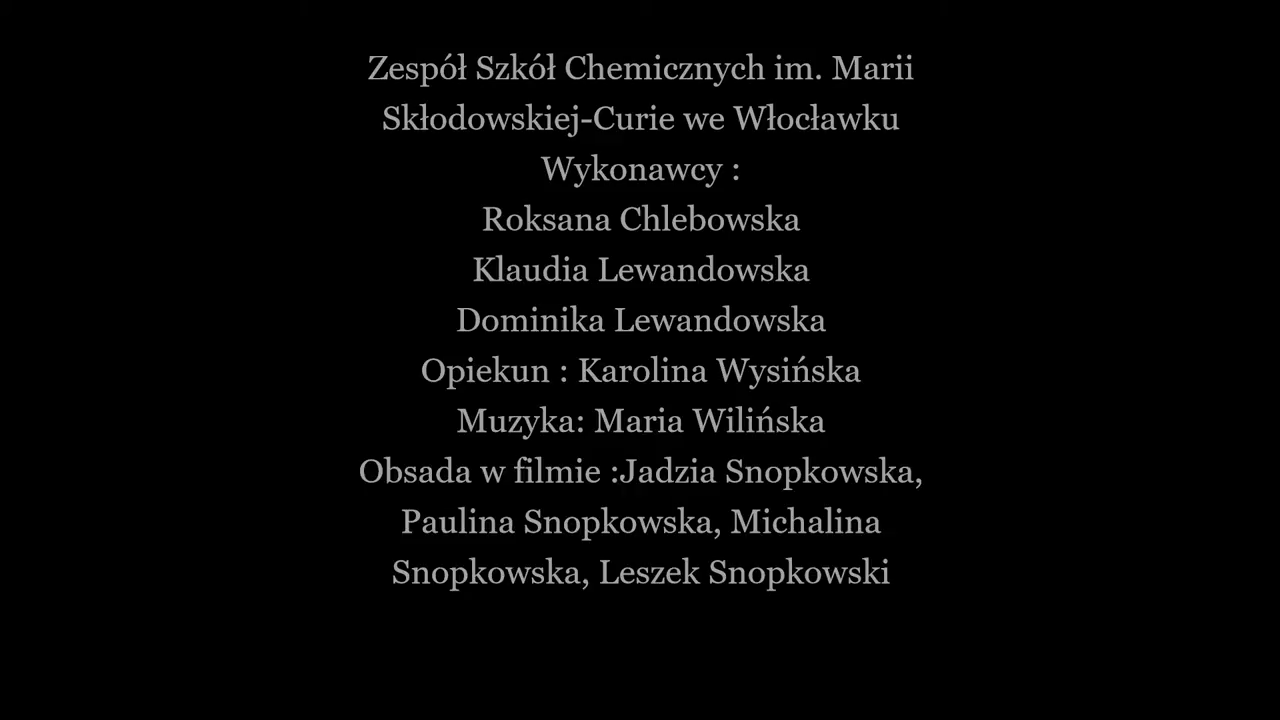 Zespół Szkół Chemicznych im. Marii
Skłodowskiej-Curie we Włocławku
Wykonawcy :
Roksana Chlebowska
Klaudia Lewandowska
Dominika Lewandowska
Opiekun : Karolina Wysińska
Muzyka: Maria Wilińska
Obsada w filmie :Jadzia Snopkowska,
Paulina Snopkowska, Michalina
Snopkowska, Leszek Snopkowski